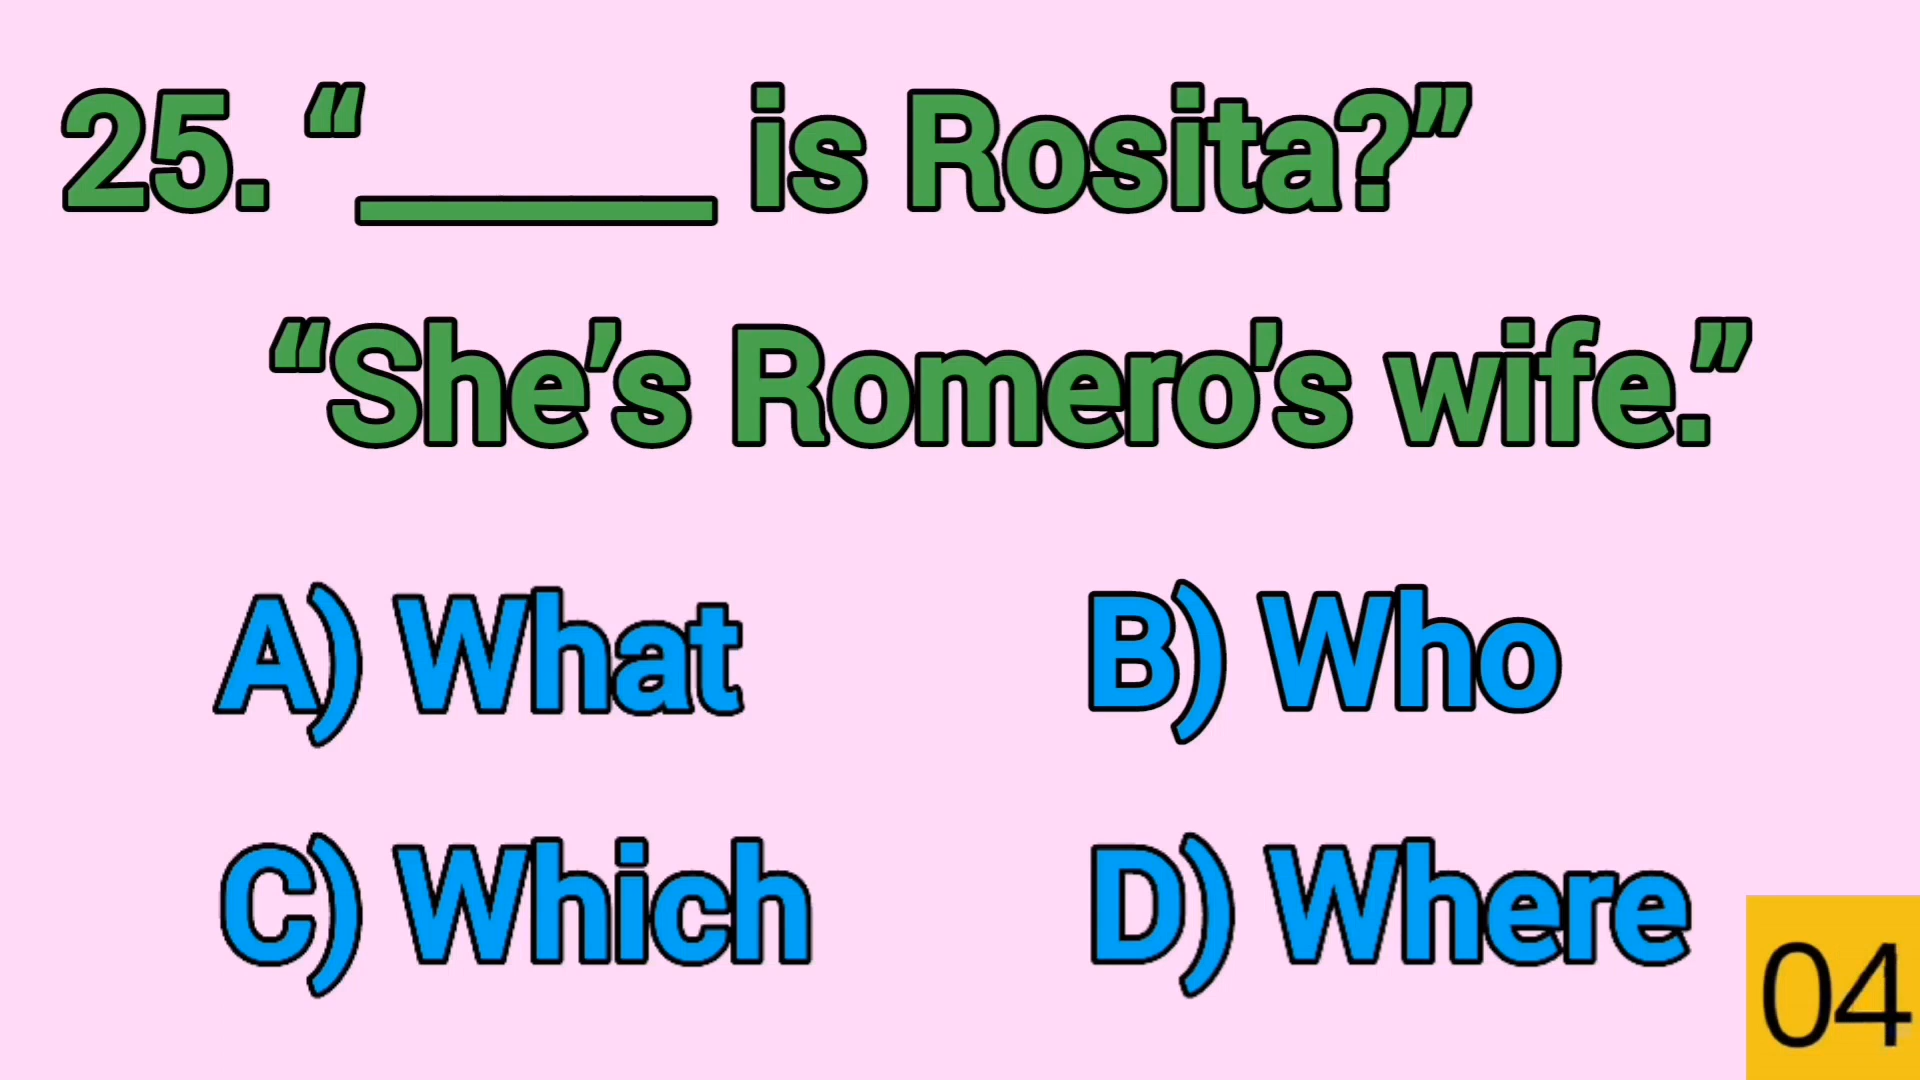 25. “_____ is Rosita?”
“She’s Romero's wife.”
A) What B) Who
C) Which D) Where
04